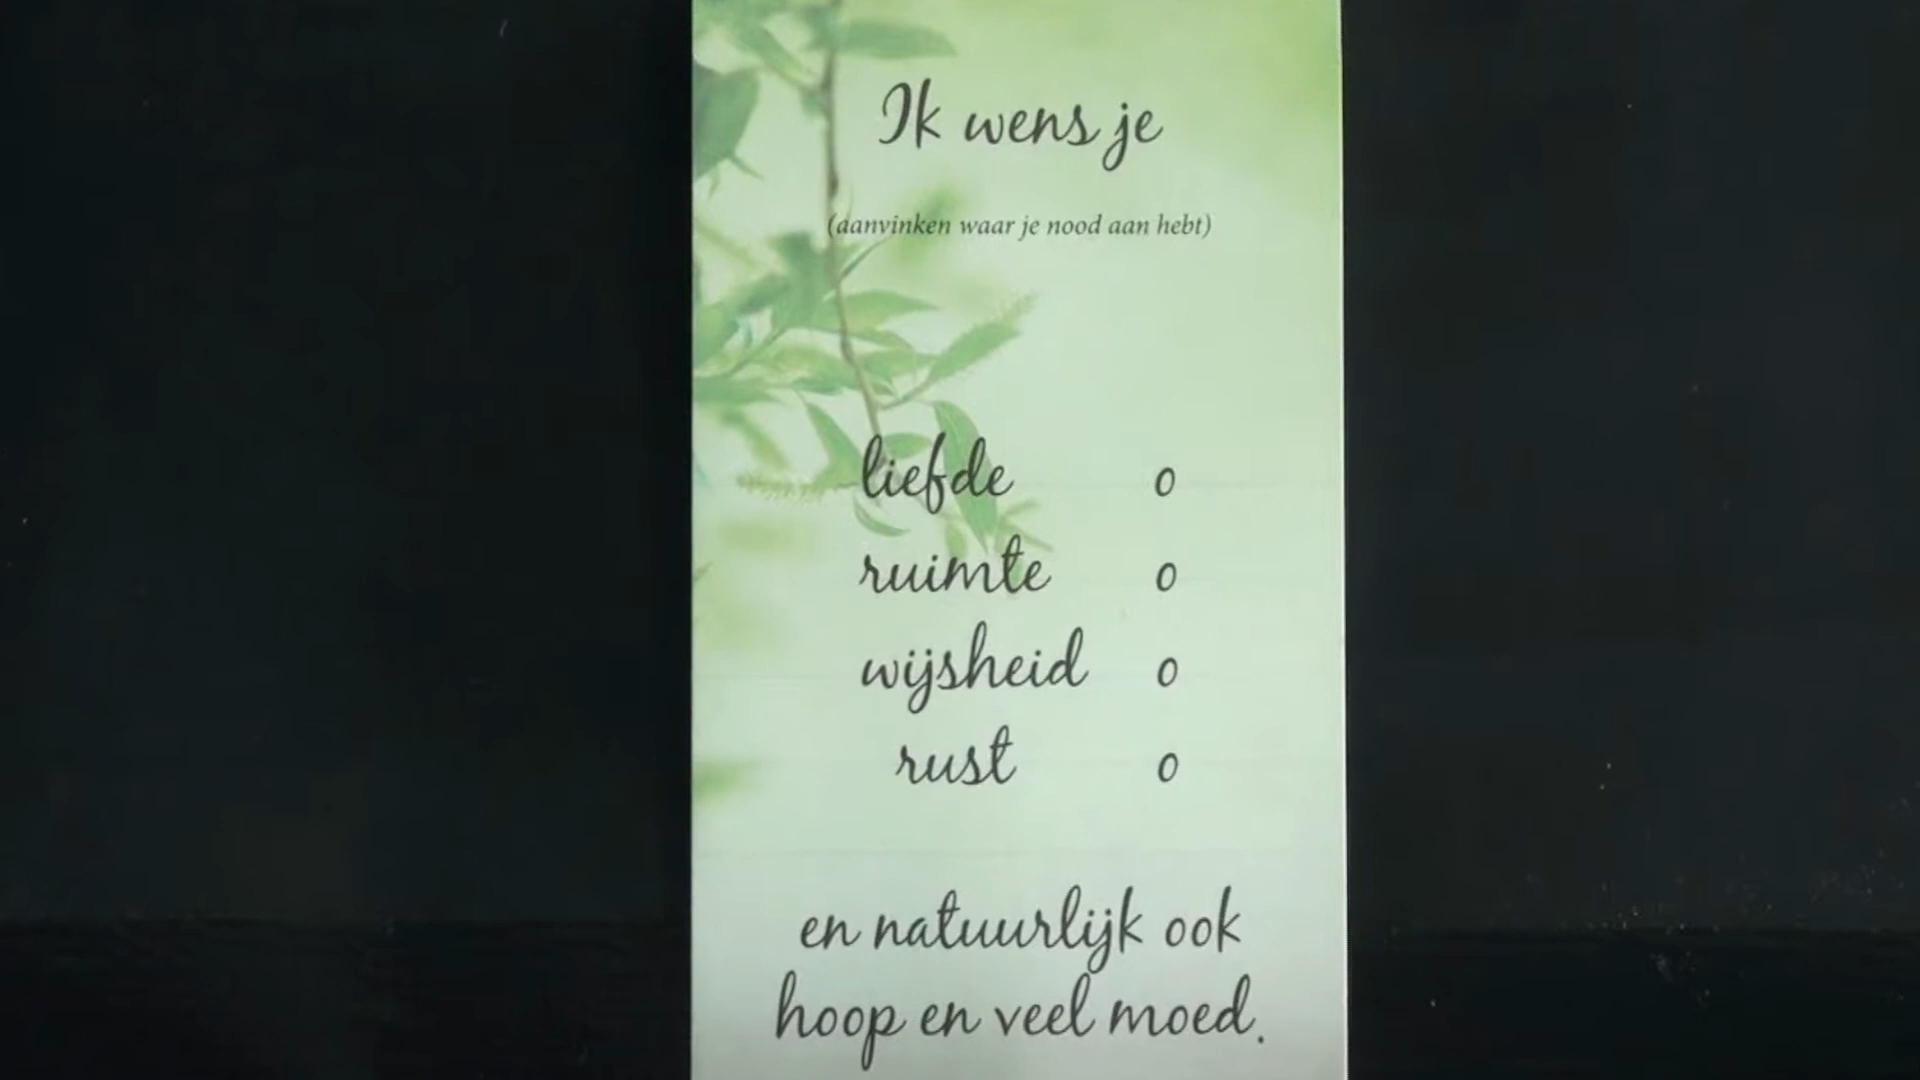 Ik wens je
(aanvinken waar je nood aan hebt)
liefde o
ruimte o
wijsheid o
rust o
en natuurlijk ook
hoop en veel moed.